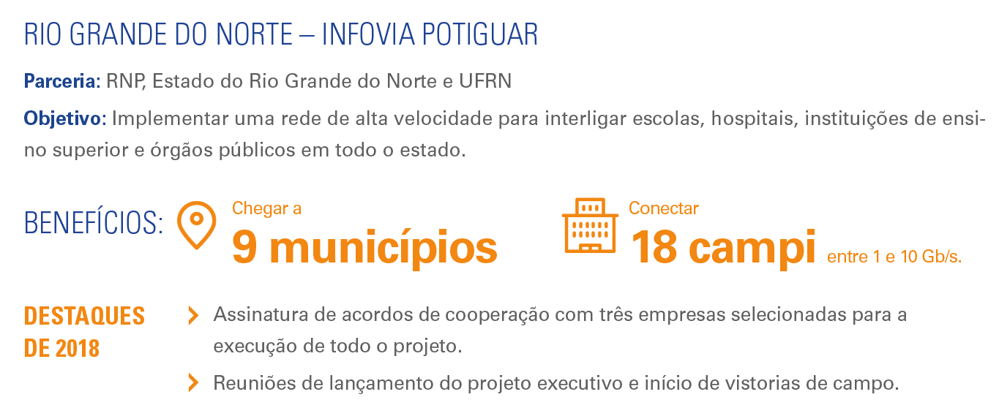 RIO GRANDE DO NORTE – INFOVIA POTIGUAR
Parceria: RNP, Estado do Rio Grande do Norte e UFRN
Objetivo: Implementar uma rede de alta velocidade para interligar escolas, hospitais, instituições de ensi-
no superior e órgãos públicos em todo o estado.
BENEFÍCIOS:
Chegar a
9 municípios
Conectar
18 campi entre 1 e 10 Gb/s.
DESTAQUES
DE 2018
Assinatura de acordos de cooperação com três empresas selecionadas para a
execução de todo o projeto.
Reuniões de lançamento do projeto executivo e início de vistorias de campo.